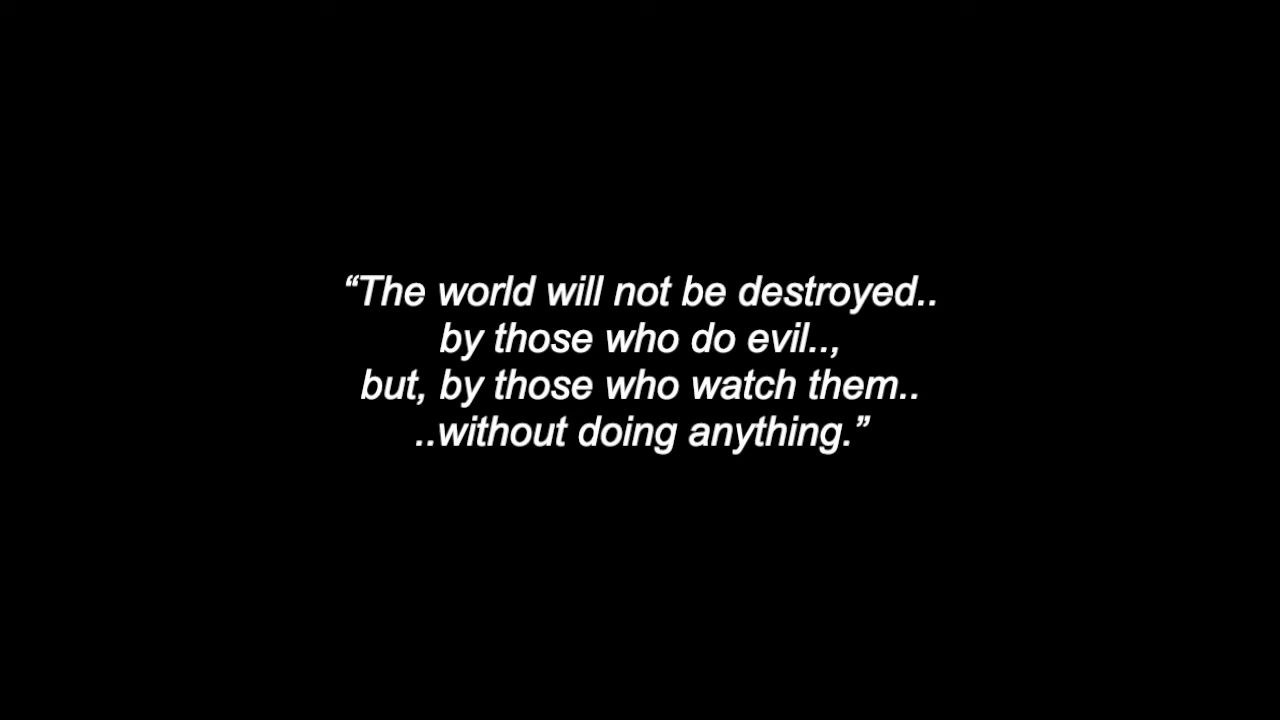 “The world will not be destroyed..
by those who do evil..,
but, by those who watch them..
..without doing anything.”